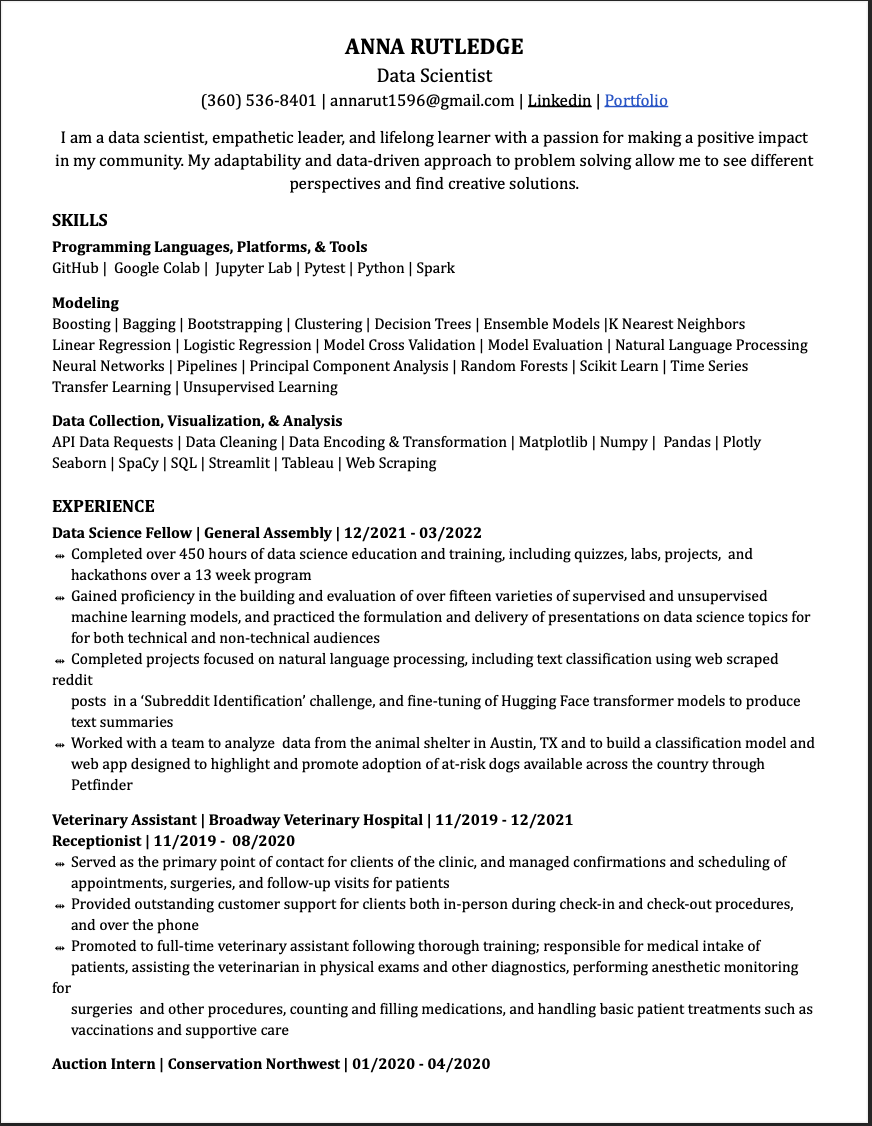 ANNA RUTLEDGE
Data Scientist
(360) 536-8401 | annarut1596@gmail.com | Linkedin | Portfolio
I am a data scientist, empathetic leader, and lifelong learner with a passion for making a positive impact
in my community. My adaptability and data-driven approach to problem solving allow me to see different
perspectives and find creative solutions.
SKILLS
Programming Languages, Platforms, & Tools
GitHub | Google Colab | Jupyter Lab | Pytest | Python | Spark
Modeling
Boosting | Bagging | Bootstrapping | Clustering | Decision Trees | Ensemble Models |K Nearest Neighbors
Linear Regression | Logistic Regression | Model Cross Validation | Model Evaluation | Natural Language Processing
Neural Networks | Pipelines | Principal Component Analysis | Random Forests | Scikit Learn | Time Series
Transfer Learning | Unsupervised Learning
Data Collection, Visualization, & Analysis
API Data Requests | Data Cleaning | Data Encoding & Transformation | Matplotlib | Numpy | Pandas | Plotly
Seaborn | SpaCy | SQL | Streamlit | Tableau | Web Scraping
EXPERIENCE
Data Science Fellow | General Assembly | 12/2021 - 03/2022
Completed over 450 hours of data science education and training, including quizzes, labs, projects, and
hackathons over a 13 week program
Gained proficiency in the building and evaluation of over fifteen varieties of supervised and unsupervised
machine learning models, and practiced the formulation and delivery of presentations on data science topics for
for both technical and non-technical audiences
Completed projects focused on natural language processing, including text classification using web scraped
reddit
posts in a ‘Subreddit Identification’ challenge, and fine-tuning of Hugging Face transformer models to produce
text summaries
Worked with a team to analyze data from the animal shelter in Austin, TX and to build a classification model and
web app designed to highlight and promote adoption of at-risk dogs available across the country through
Petfinder
Veterinary Assistant | Broadway Veterinary Hospital | 11/2019 - 12/2021
Receptionist | 11/2019 - 08/2020
Served as the primary point of contact for clients of the clinic, and managed confirmations and scheduling of
appointments, surgeries, and follow-up visits for patients
Provided outstanding customer support for clients both in-person during check-in and check-out procedures,
and over the phone
Promoted to full-time veterinary assistant following thorough training; responsible for medical intake of
patients, assisting the veterinarian in physical exams and other diagnostics, performing anesthetic monitoring
for
surgeries and other procedures, counting and filling medications, and handling basic patient treatments such as
vaccinations and supportive care
Auction Intern | Conservation Northwest | 01/2020 - 04/2020